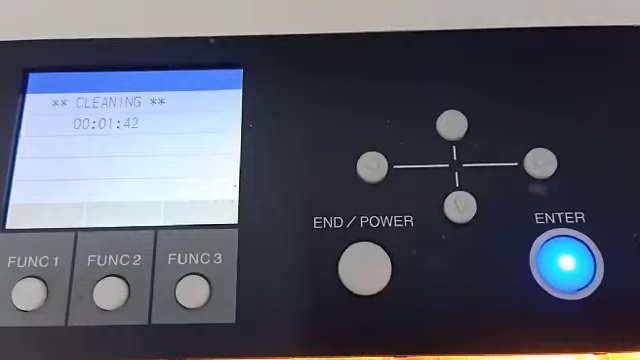 ** CLEANING **
00:01:42
END / POWER
ENTER
FUNC1
FUNC2
FUNC3